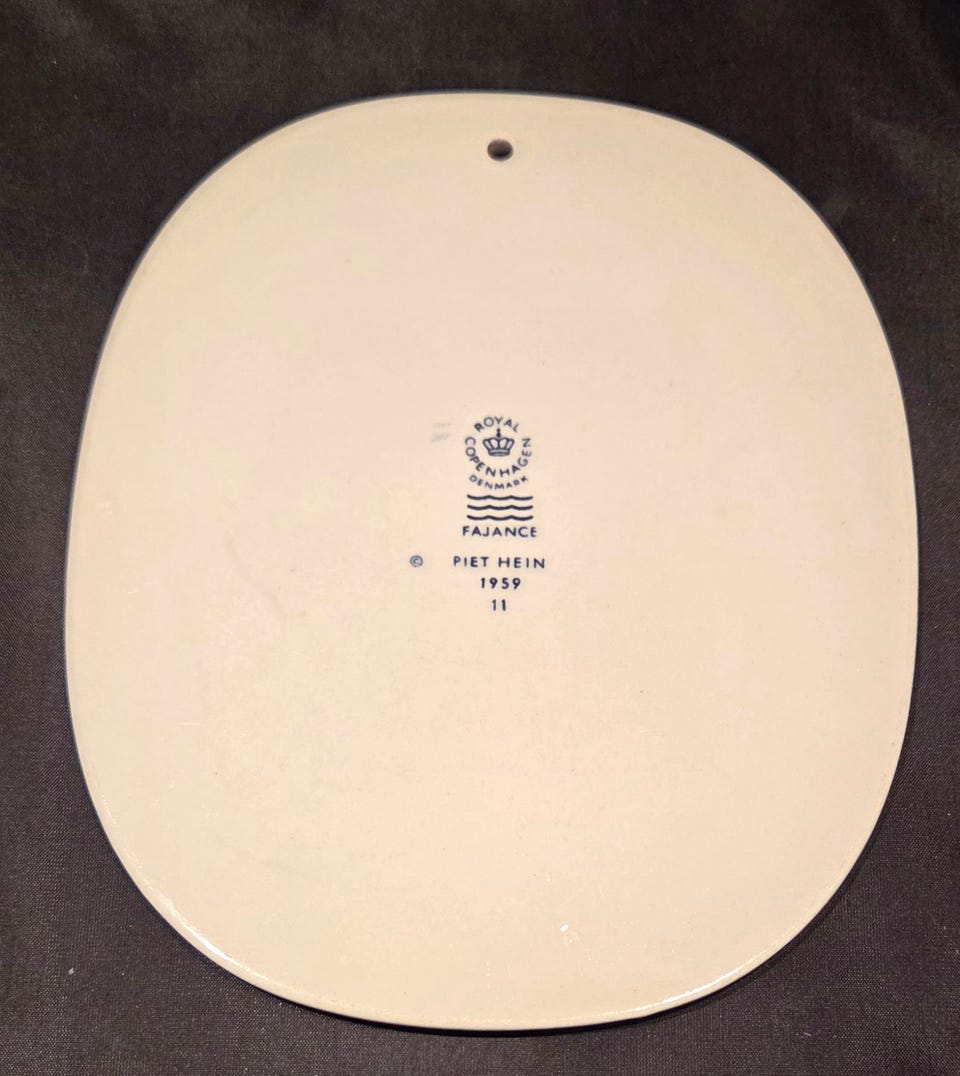 ROYAL
COPENHAGEN
DENMARK
FAJANCE
© PIET HEIN
1959
11